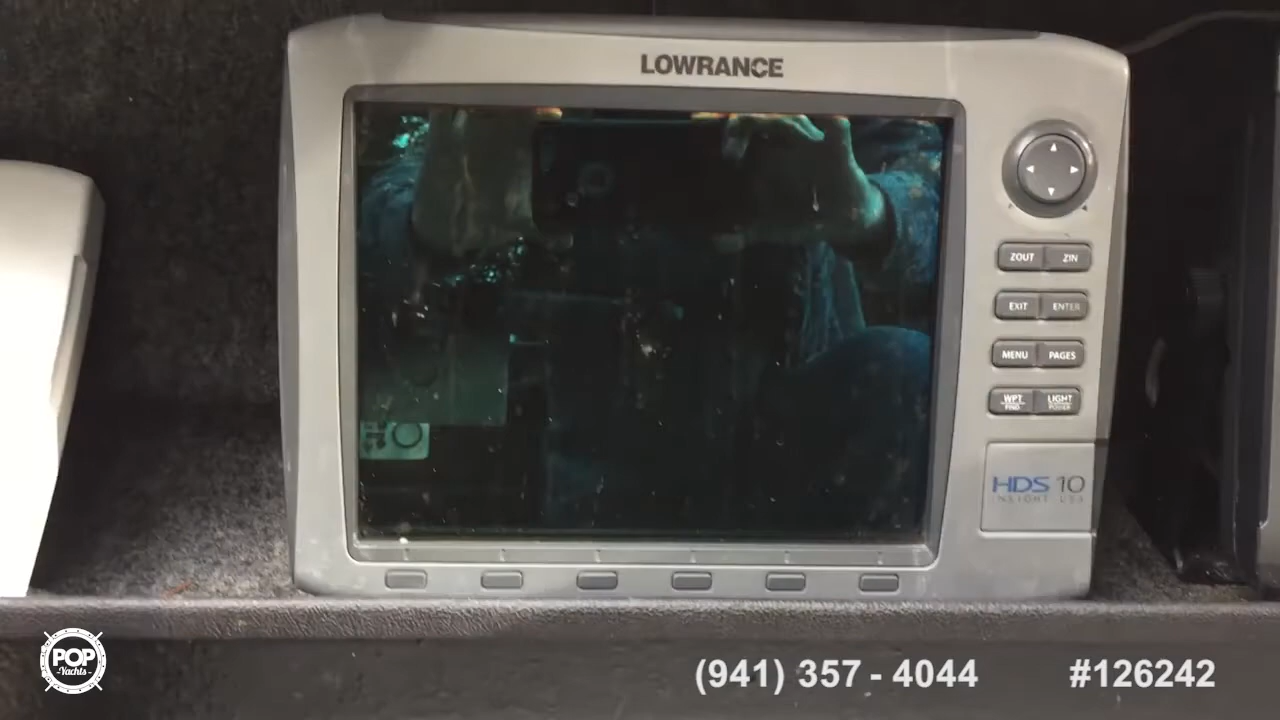 LOWRANCE
ZOUT ZIN
EXIT ENTER
MENU PAGES
WPT LIGHT
FIND POWER
HDS 10
INSIGHT USA
POP
Yachts
(941) 357 - 4044 #126242